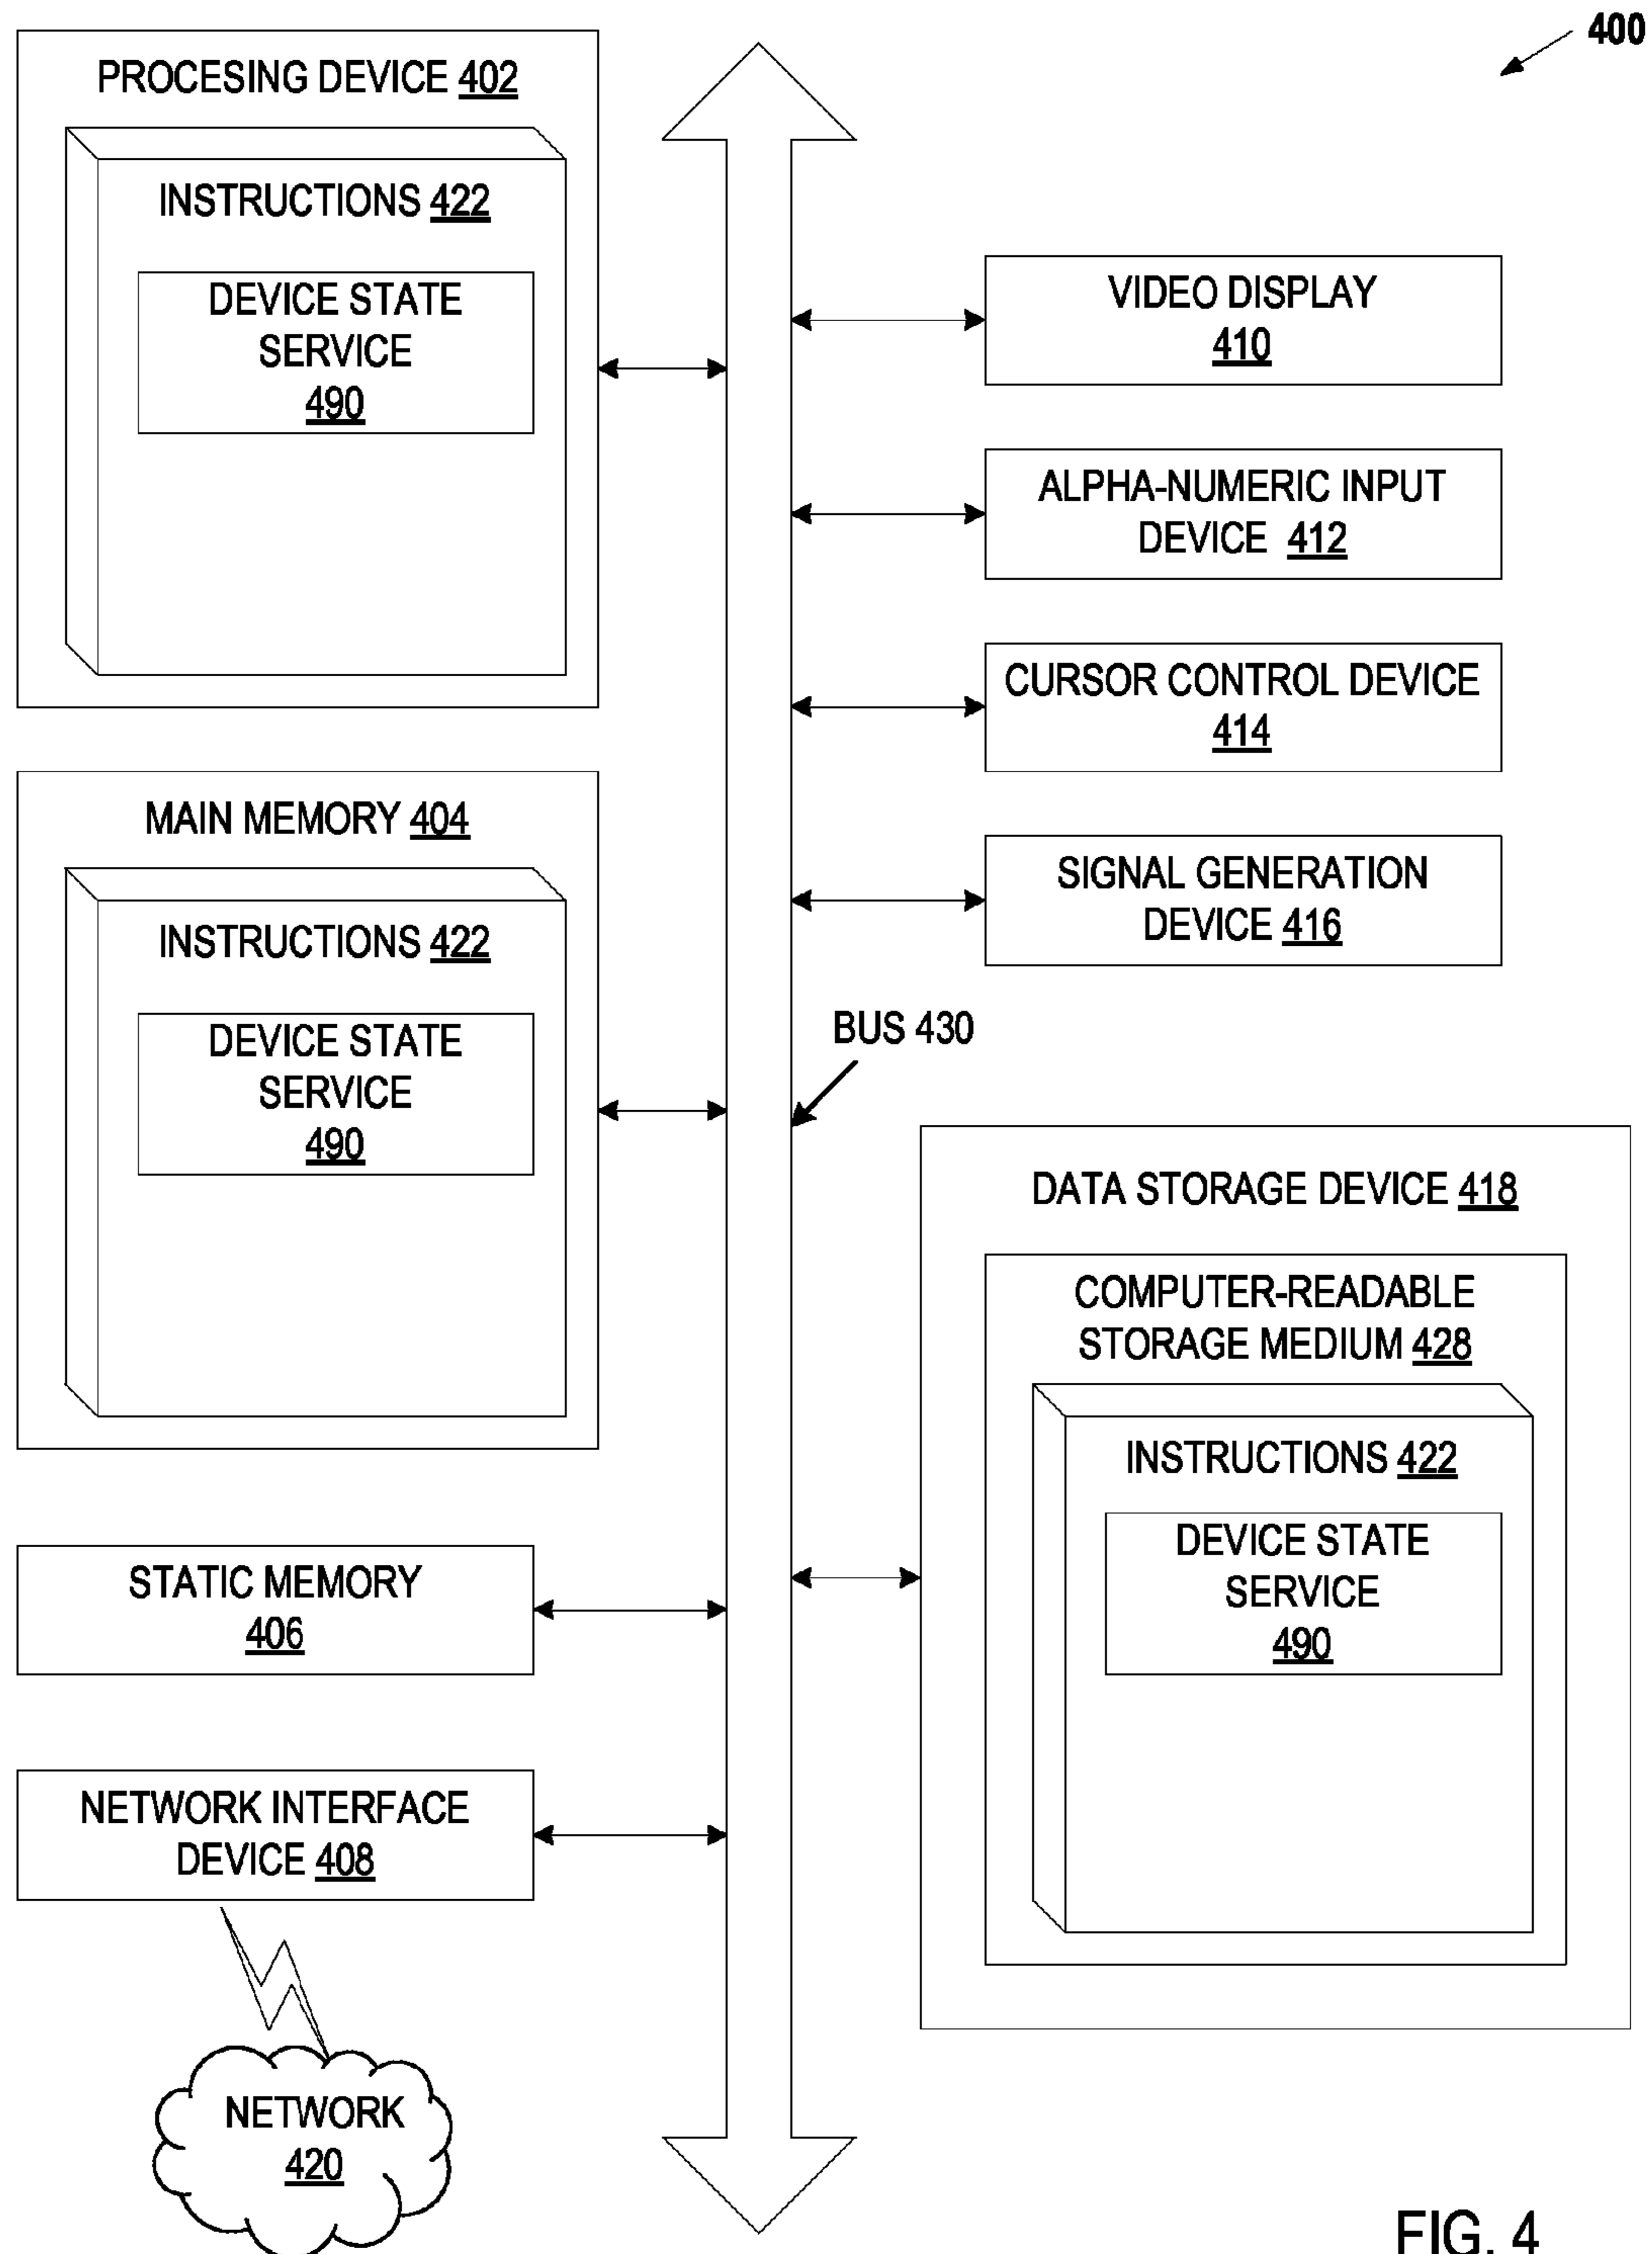 400
PROCESING DEVICE 402
INSTRUCTIONS 422
DEVICE STATE
SERVICE
490
MAIN MEMORY 404
INSTRUCTIONS 422
DEVICE STATE
SERVICE
490
STATIC MEMORY
406
NETWORK INTERFACE
DEVICE 408
NETWORK
420
VIDEO DISPLAY
410
ALPHA-NUMERIC INPUT
DEVICE 412
CURSOR CONTROL DEVICE
414
SIGNAL GENERATION
DEVICE 416
BUS 430
DATA STORAGE DEVICE 418
COMPUTER-READABLE
STORAGE MEDIUM 428
INSTRUCTIONS 422
DEVICE STATE
SERVICE
490
FIG. 4